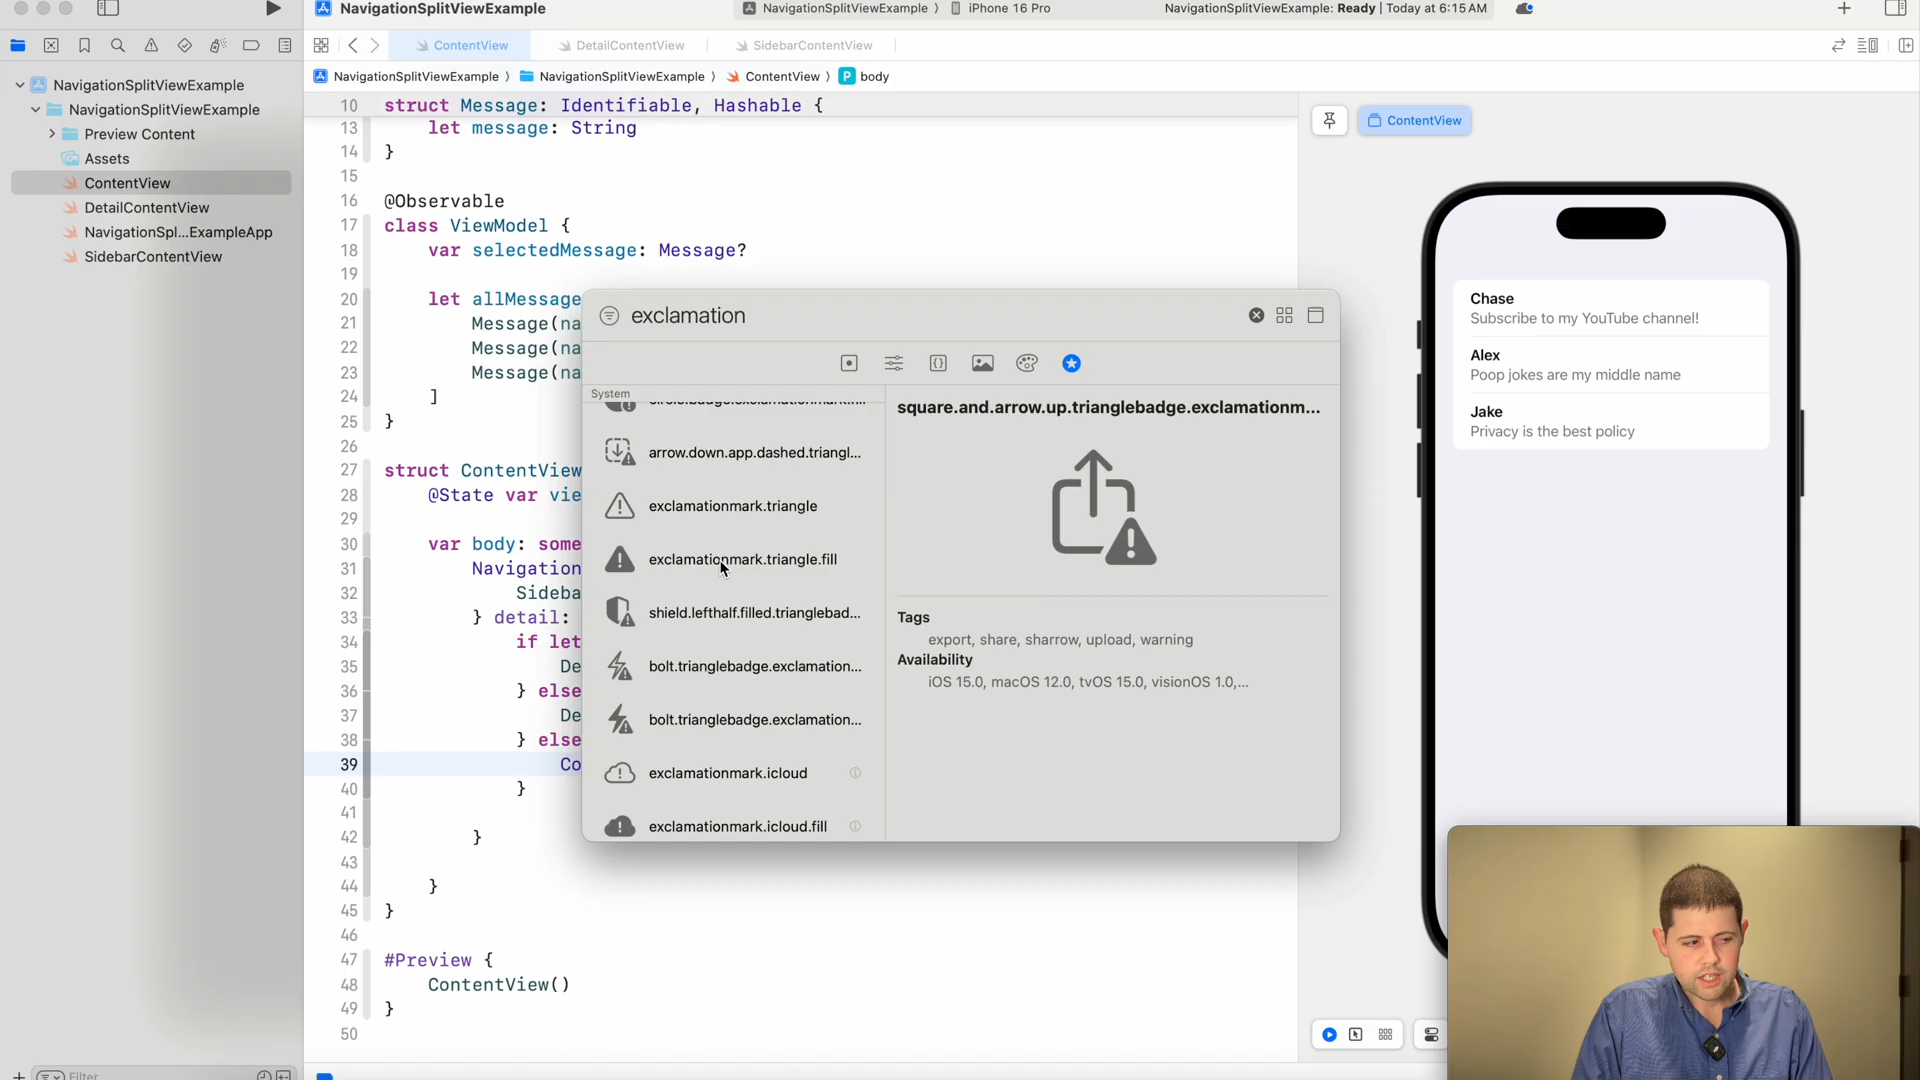 NavigationSplitViewExample
NavigationSplitViewExample 〉 iPhone 16 Pro
NavigationSplitViewExample: Ready | Today at 6:15 AM
ContentView
DetailContentView
SidebarContentView
NavigationSplitViewExample 〉 NavigationSplitViewExample 〉 ContentView 〉 P body
NavigationSplitViewExample
NavigationSplitViewExample
Preview Content
Assets
ContentView
DetailContentView
NavigationSpl...ExampleApp
SidebarContentView
Filter
10 struct Message: Identifiable, Hashable {
13 let message: String
14 }
15
16 @Observable
17 class ViewModel {
18 var selectedMessage: Message?
19
20 let allMessage
21 Message(na
22 Message(na
23 Message(na
24 ]
25 }
26
27 struct ContentView
28 @State var vie
29
30 var body: some
31 Navigation
32 Sideba
33 } detail:
34 if let
35 De
36 } else
37 De
38 } else
39 Co
40 }
41
42 }
43
44 }
45 }
46
47 #Preview {
48 ContentView()
49 }
50
exclamation
System
arrow.down.app.dashed.triangl...
exclamationmark.triangle
exclamationmark.triangle.fill
shield.lefthalf.filled.trianglebad...
bolt.trianglebadge.exclamation...
bolt.trianglebadge.exclamation...
exclamationmark.icloud
exclamationmark.icloud.fill
square.and.arrow.up.trianglebadge.exclamationm...
Tags
export, share, sharrow, upload, warning
Availability
iOS 15.0, macOS 12.0, tvOS 15.0, visionOS 1.0,...
ContentView
Chase
Subscribe to my YouTube channel!
Alex
Poop jokes are my middle name
Jake
Privacy is the best policy